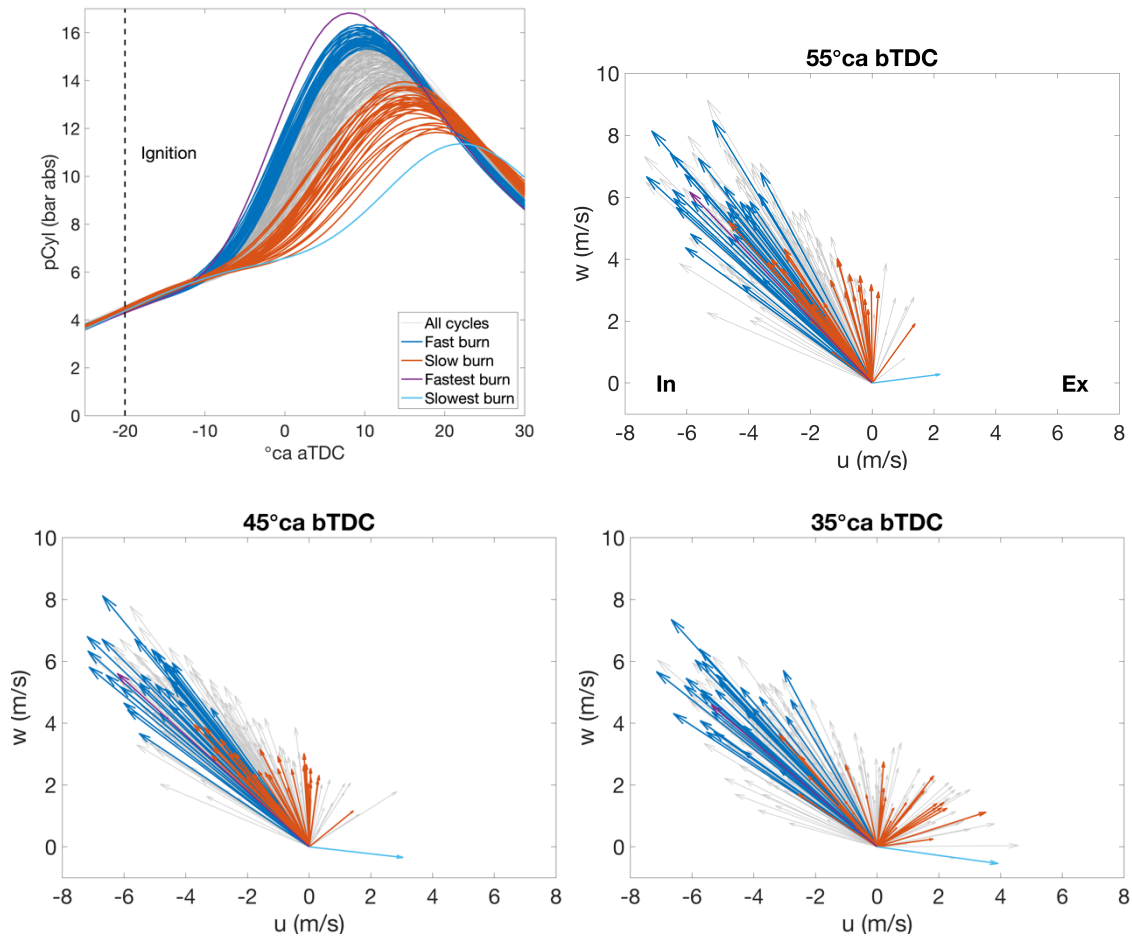 16
14
12
10
8
6
4
2
0
pCyl (bar abs)
Ignition
All cycles
Fast burn
Slow burn
Fastest burn
Slowest burn
-20 -10 0 10 20 30
°ca aTDC
55°ca bTDC
10
8
6
4
2
0
w (m/s)
In Ex
-8 -6 -4 -2 0 2 4 6 8
u (m/s)
45°ca bTDC
10
8
6
4
2
0
w (m/s)
-8 -6 -4 -2 0 2 4 6 8
u (m/s)
35°ca bTDC
10
8
6
4
2
0
w (m/s)
-8 -6 -4 -2 0 2 4 6 8
u (m/s)